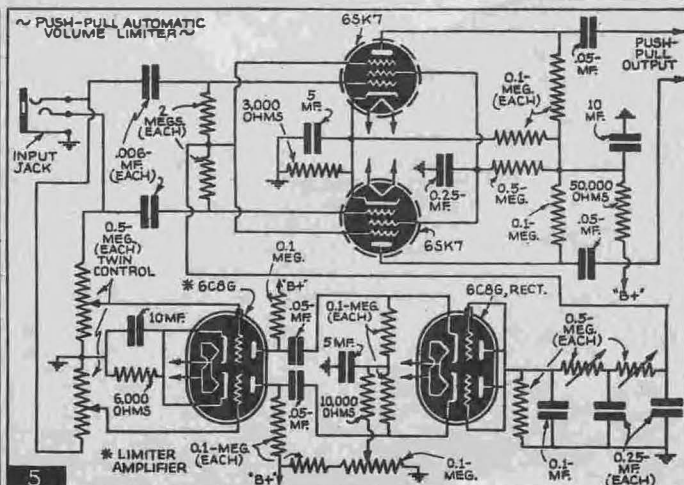 ~ PUSH-PULL AUTOMATIC
VOLUME LIMITER ~
6SK7
.05-
MF.
PUSH-
PULL
OUTPUT
INPUT
JACK
2
MEGS.
(EACH)
.006-
MF.
(EACH)
3,000
OHMS
5
MF.
0.1-
MEG.
(EACH)
10
MF.
0.25-
MF.
0.5-
MEG.
0.1-
MEG.
50,000
OHMS
.05-
MF.
"B+"
6SK7
0.5-
MEG.
(EACH)
TWIN
CONTROL
* 6C8G
0.1
MEG.
"B+"
.05-
MF.
0.1-MEG.
(EACH)
6C8G, RECT.
0.5-
MEG.
(EACH)
10 MF.
5 MF.
6,000
OHMS
.05-
MF.
10,000
OHMS
* LIMITER
AMPLIFIER
0.1-MEG.
(EACH)
"B+"
0.1-
MEG.
0.1-
MF.
0.25-
MF.
(EACH)
5